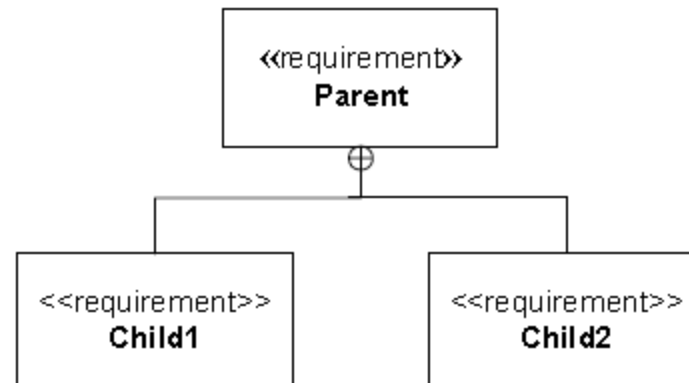 «requirement»
Parent
<<requirement>>
Child1
<<requirement>>
Child2